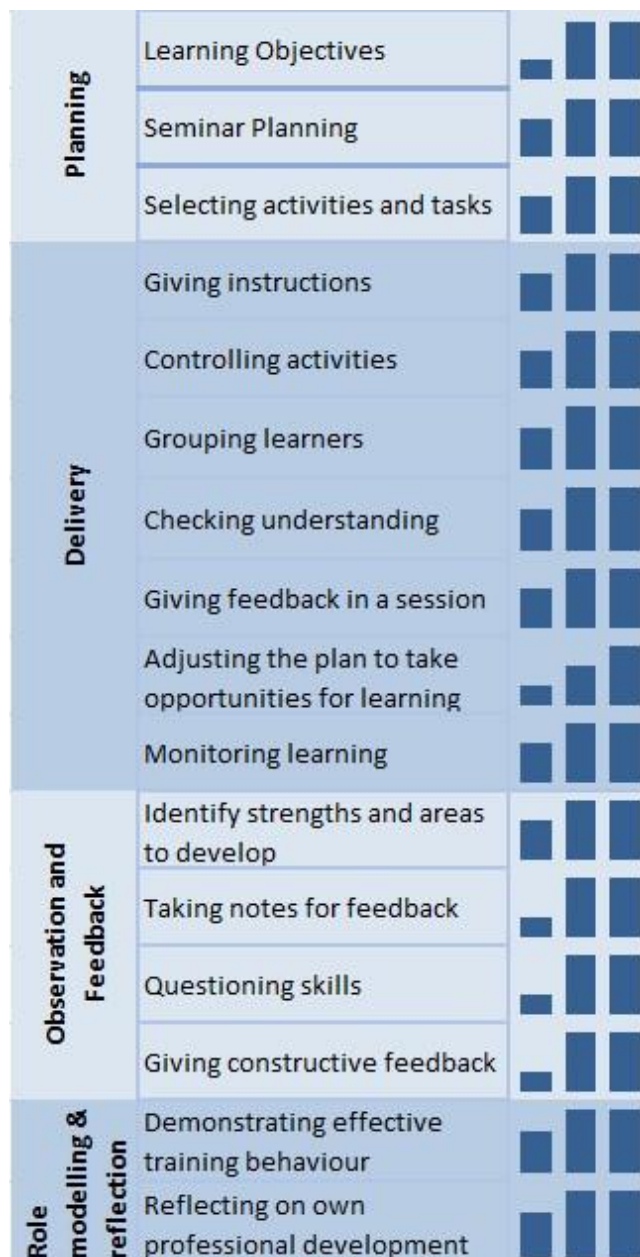 Planning
Learning Objectives
Seminar Planning
Selecting activities and tasks
Delivery
Giving instructions
Controlling activities
Grouping learners
Checking understanding
Giving feedback in a session
Adjusting the plan to take
opportunities for learning
Monitoring learning
Observation and
Feedback
Identify strengths and areas
to develop
Taking notes for feedback
Questioning skills
Giving constructive feedback
Role
modelling &
reflection
Demonstrating effective
training behaviour
Reflecting on own
professional development